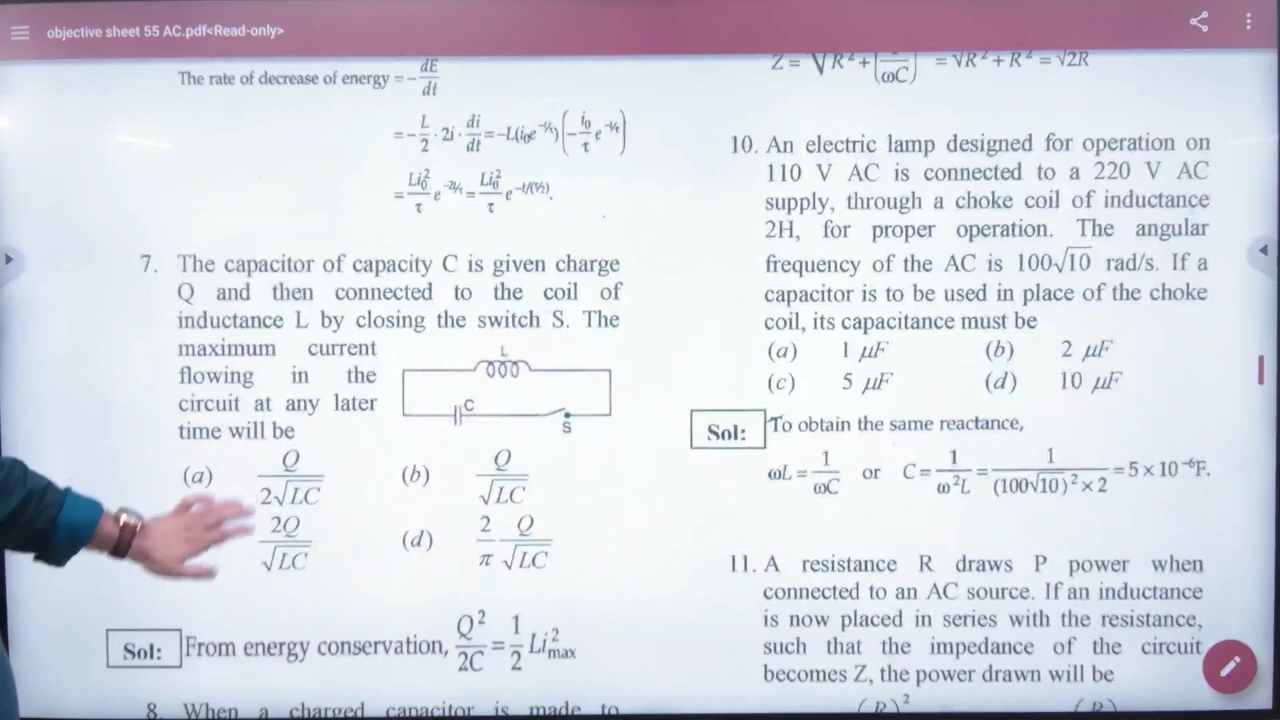 objective sheet 55 AC.pdf<Read-only>
The rate of decrease of energy = -dE/dt
= -L/2 · 2i · di/dt = -L(i₀e^(-t/τ))(-i₀/τ e^(-t/τ))
= Li₀²/τ e^(-2t/τ) = Li₀²/τ e^(-t/(τ/2)).
7. The capacitor of capacity C is given charge
Q and then connected to the coil of
inductance L by closing the switch S. The
maximum current
flowing in the
circuit at any later
time will be
L
C
S
(a) Q/2√LC (b) Q/√LC
2Q/√LC (d) 2/π Q/√LC
Sol: From energy conservation, Q²/2C = 1/2 Li²max
8. When a charged capacitor is made to
= √R² + R² = √2R
10. An electric lamp designed for operation on
110 V AC is connected to a 220 V AC
supply, through a choke coil of inductance
2H, for proper operation. The angular
frequency of the AC is 100√10 rad/s. If a
capacitor is to be used in place of the choke
coil, its capacitance must be
(a) 1 μF (b) 2 μF
(c) 5 μF (d) 10 μF
Sol: To obtain the same reactance,
ωL = 1/ωC or C = 1/ω²L = 1/(100√10)² × 2 = 5 × 10⁻⁶F.
11. A resistance R draws P power when
connected to an AC source. If an inductance
is now placed in series with the resistance,
such that the impedance of the circuit
becomes Z, the power drawn will be